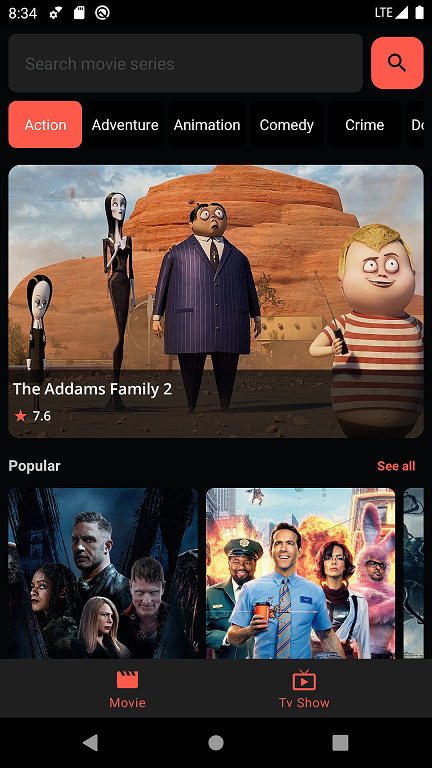 8:34
LTE
Search movie series
Action
Adventure
Animation
Comedy
Crime
Do
The Addams Family 2
7.6
Popular
See all
Movie
Tv Show